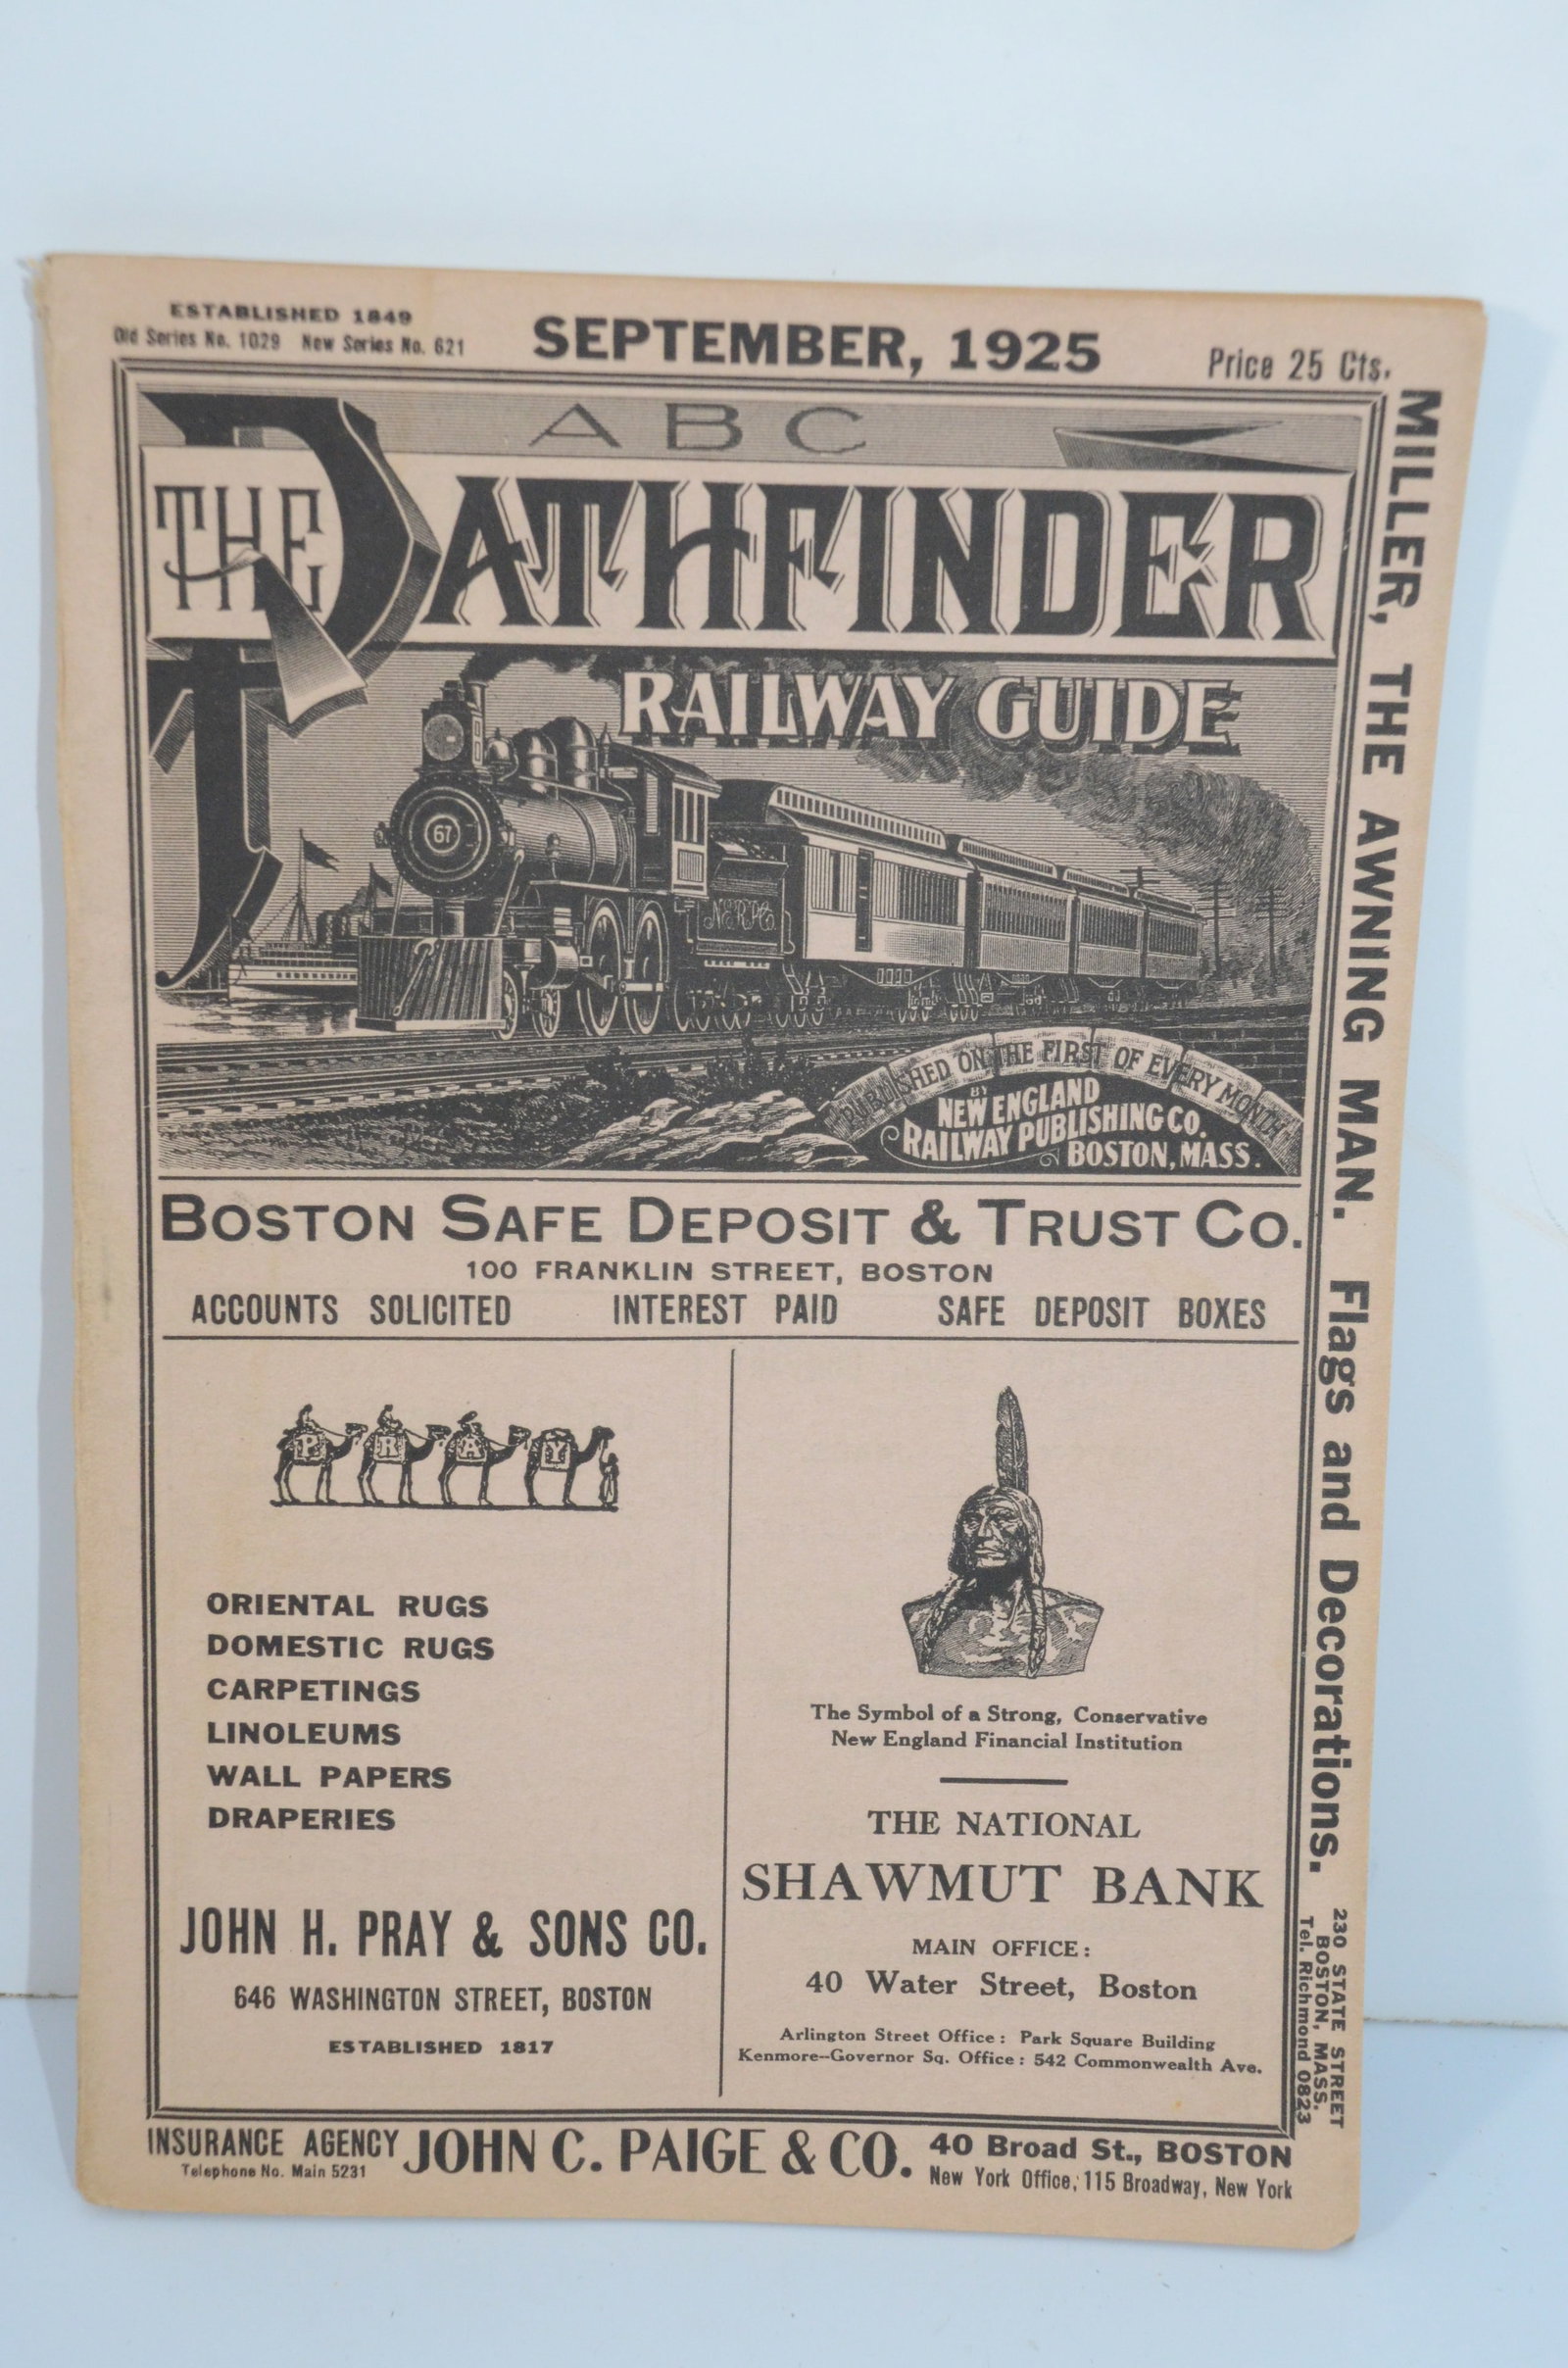 ESTABLISHED 1849
Old Series No. 1029 New Series No. 621
SEPTEMBER, 1925
Price 25 Cts.
ABC
THE PATHFINDER
RAILWAY GUIDE
67
N.E.R.P.Co.
PUBLISHED ON THE FIRST OF EVERY MONTH
BY
NEW ENGLAND
RAILWAY PUBLISHING CO.
BOSTON, MASS.
BOSTON SAFE DEPOSIT & TRUST CO.
100 FRANKLIN STREET, BOSTON
ACCOUNTS SOLICITED INTEREST PAID SAFE DEPOSIT BOXES
PRAY
ORIENTAL RUGS
DOMESTIC RUGS
CARPETINGS
LINOLEUMS
WALL PAPERS
DRAPERIES
JOHN H. PRAY & SONS CO.
646 WASHINGTON STREET, BOSTON
ESTABLISHED 1817
The Symbol of a Strong, Conservative
New England Financial Institution
THE NATIONAL
SHAWMUT BANK
MAIN OFFICE:
40 Water Street, Boston
Arlington Street Office: Park Square Building
Kenmore--Governor Sq. Office: 542 Commonwealth Ave.
MILLER, THE AWNING MAN. Flags and Decorations.
230 STATE STREET
BOSTON, MASS.
Tel. Richmond 0823
INSURANCE AGENCY
Telephone No. Main 5231
JOHN C. PAIGE & CO.
40 Broad St., BOSTON
New York Office, 115 Broadway, New York